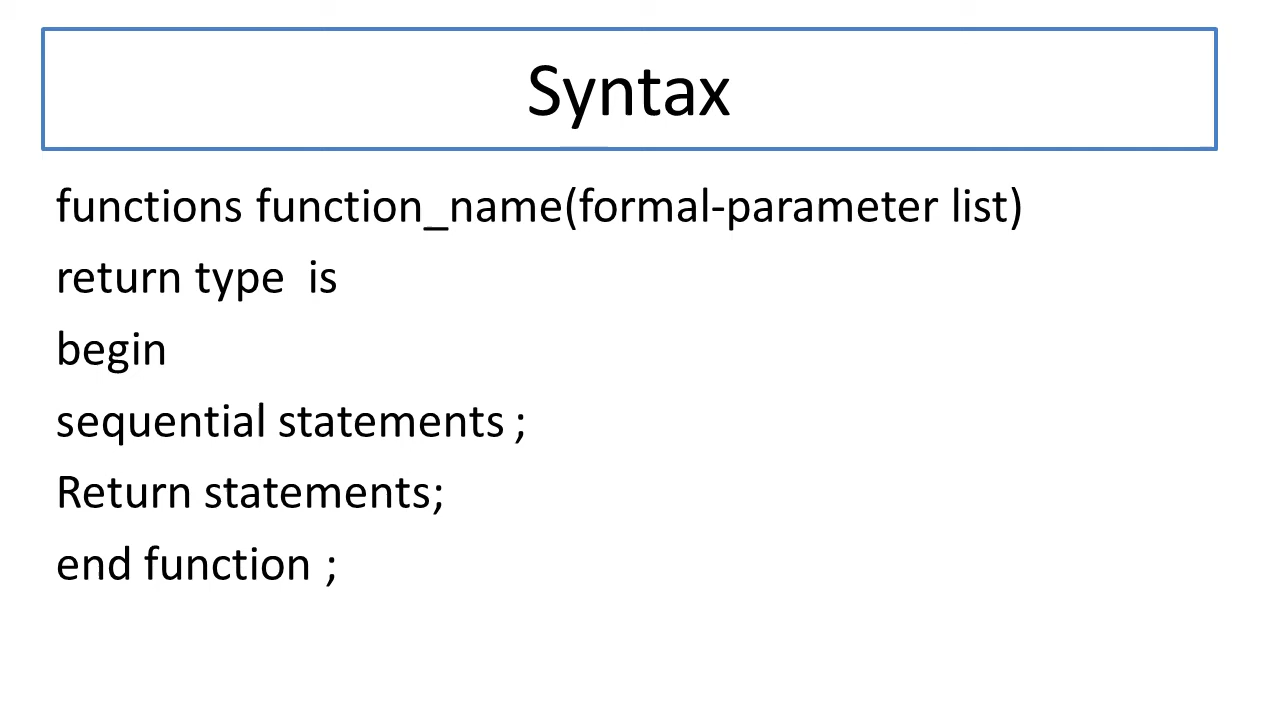 Syntax
functions function_name(formal-parameter list)
return type  is
begin
sequential statements ;
Return statements;
end function ;